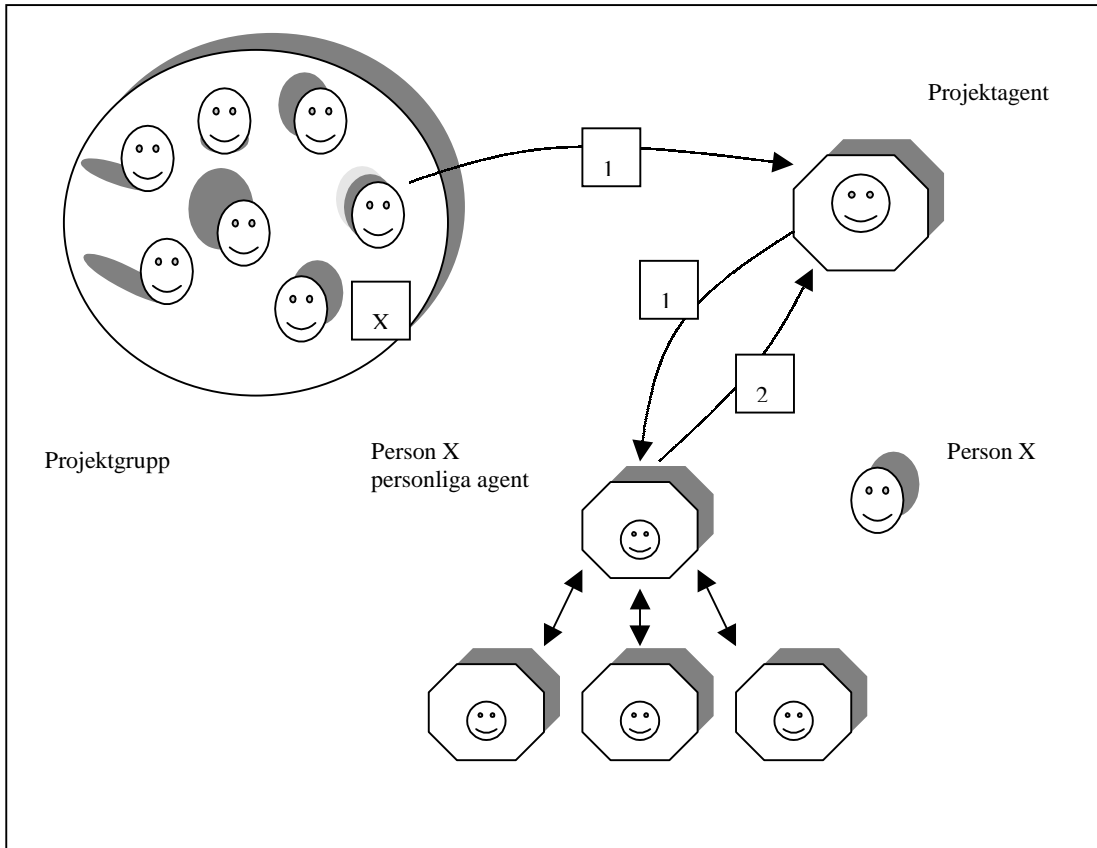 Projektagent
1
1
X
2
Projektgrupp
Person X
personliga agent
Person X